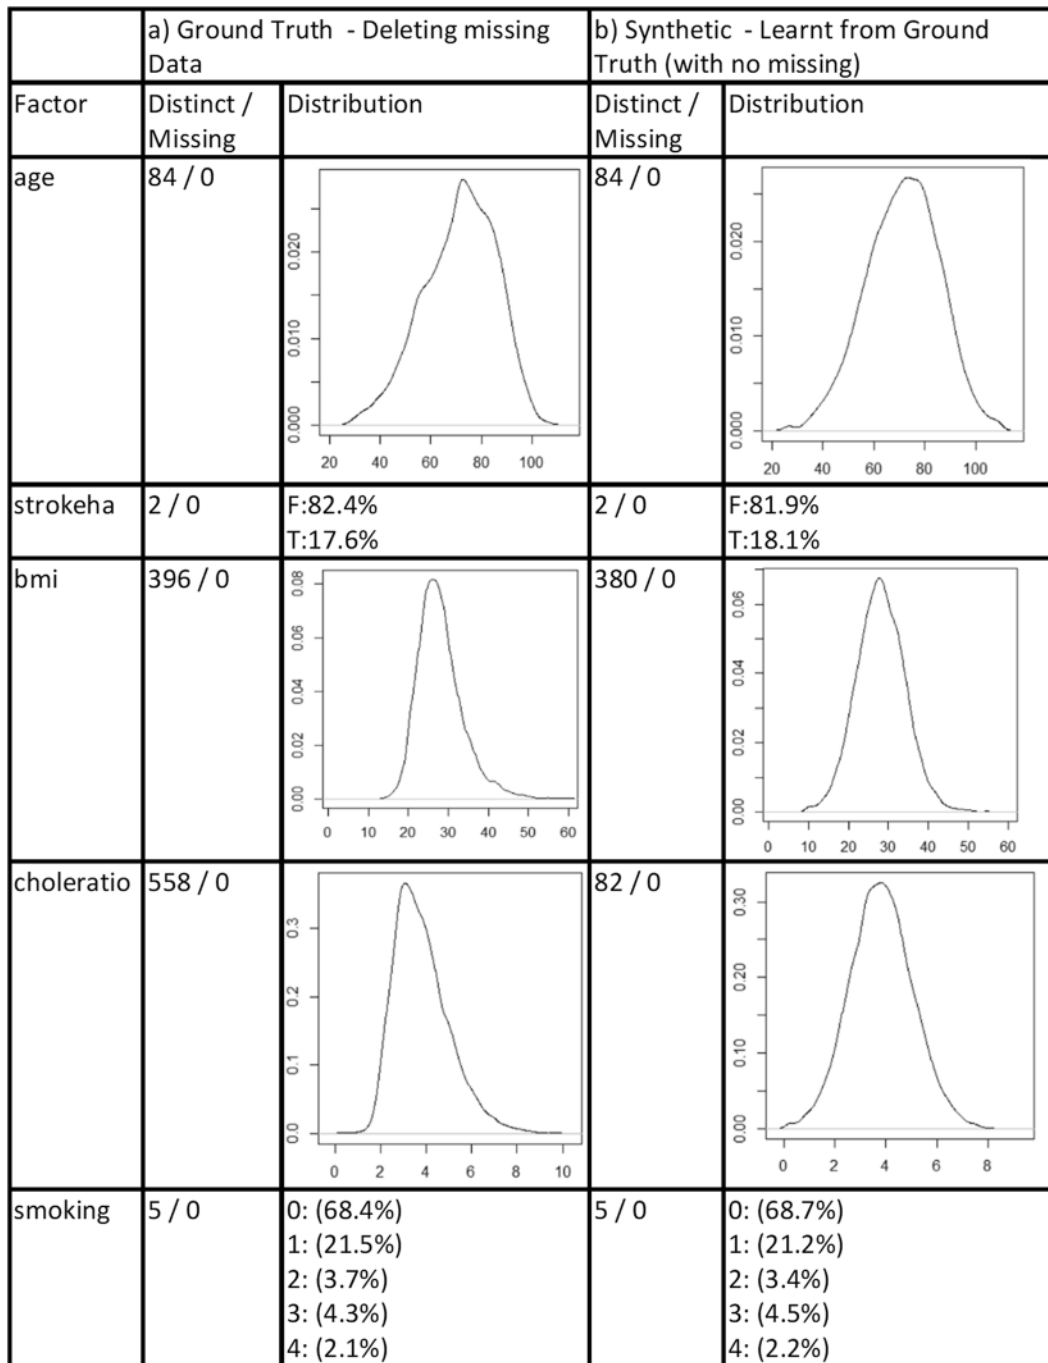 a) Ground Truth - Deleting missing
Data
b) Synthetic - Learnt from Ground
Truth (with no missing)
Factor
Distinct /
Missing
Distribution
Distinct /
Missing
Distribution
age
84 / 0
0.020
0.010
0.000
20 40 60 80 100
84 / 0
0.020
0.010
0.000
20 40 60 80 100
strokeha
2 / 0
F:82.4%
T:17.6%
2 / 0
F:81.9%
T:18.1%
bmi
396 / 0
0.08
0.06
0.04
0.02
0.00
0 10 20 30 40 50 60
380 / 0
0.06
0.04
0.02
0.00
0 10 20 30 40 50 60
choleratio
558 / 0
0.3
0.2
0.1
0.0
0 2 4 6 8 10
82 / 0
0.30
0.20
0.10
0.00
0 2 4 6 8
smoking
5 / 0
0: (68.4%)
1: (21.5%)
2: (3.7%)
3: (4.3%)
4: (2.1%)
5 / 0
0: (68.7%)
1: (21.2%)
2: (3.4%)
3: (4.5%)
4: (2.2%)